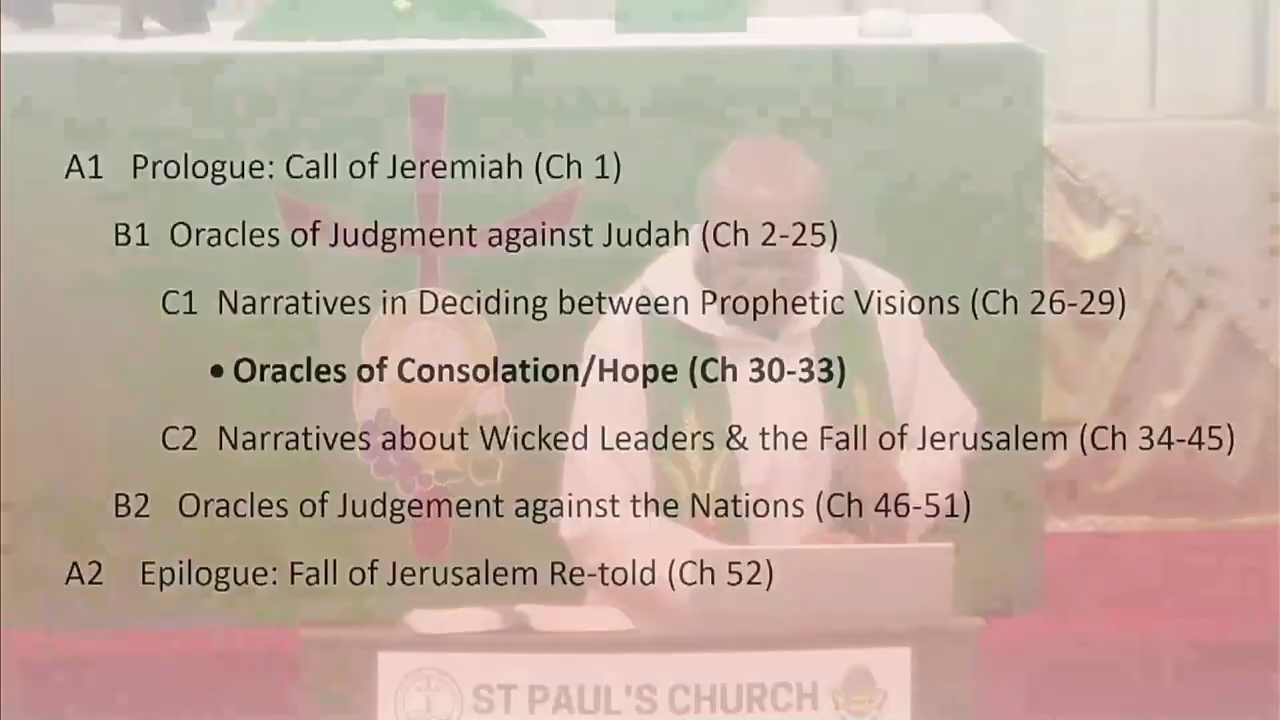 A1 Prologue: Call of Jeremiah (Ch 1)
B1 Oracles of Judgment against Judah (Ch 2-25)
C1 Narratives in Deciding between Prophetic Visions (Ch 26-29)
• Oracles of Consolation/Hope (Ch 30-33)
C2 Narratives about Wicked Leaders & the Fall of Jerusalem (Ch 34-45)
B2 Oracles of Judgement against the Nations (Ch 46-51)
A2 Epilogue: Fall of Jerusalem Re-told (Ch 52)
ST PAUL'S CHURCH